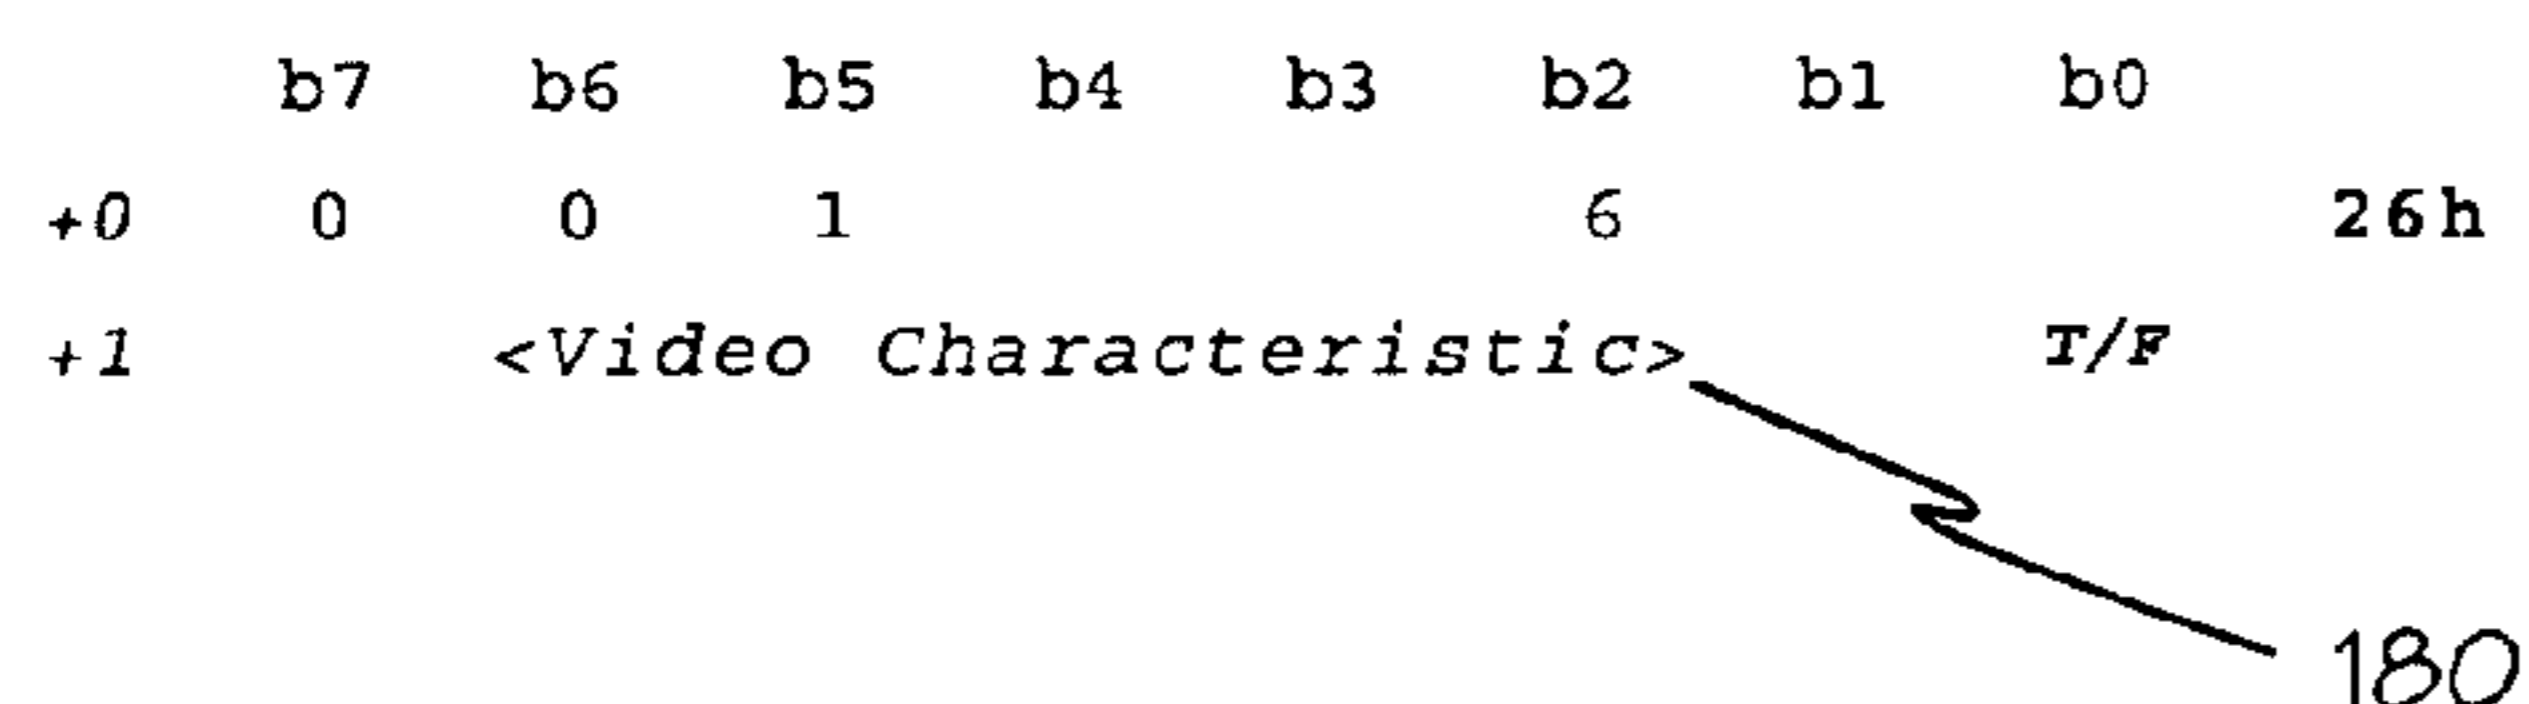 b7 b6 b5 b4 b3 b2 b1 b0
+0 0 0 1 6 26h
+1 <Video Characteristic> T/F
180